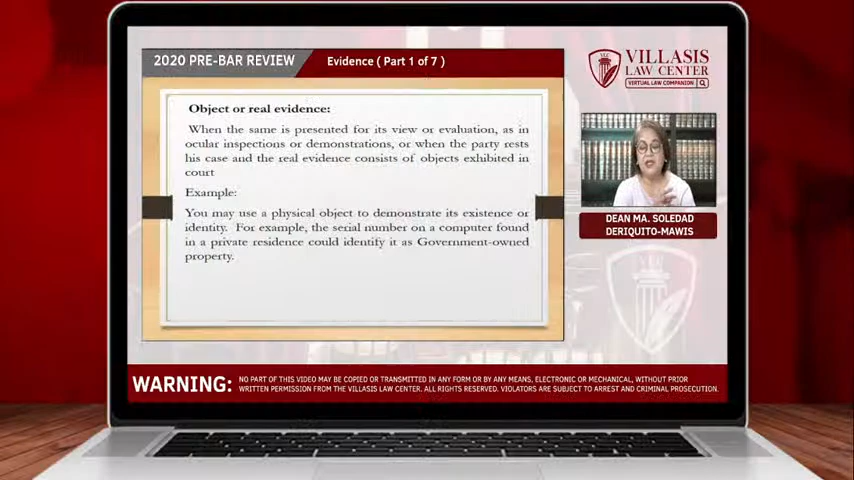 2020 PRE-BAR REVIEW
Evidence ( Part 1 of 7 )
VLC
VILLASIS
LAW CENTER
VIRTUAL LAW COMPANION
Object or real evidence:
When the same is presented for its view or evaluation, as in
ocular inspections or demonstrations, or when the party rests
his case and the real evidence consists of objects exhibited in
court
Example:
You may use a physical object to demonstrate its existence or
identity. For example, the serial number on a computer found
in a private residence could identify it as Government-owned
property.
DEAN MA. SOLEDAD
DERIQUITO-MAWIS
WARNING:
NO PART OF THIS VIDEO MAY BE COPIED OR TRANSMITTED IN ANY FORM OR BY ANY MEANS, ELECTRONIC OR MECHANICAL, WITHOUT PRIOR
WRITTEN PERMISSION FROM THE VILLASIS LAW CENTER. ALL RIGHTS RESERVED. VIOLATORS ARE SUBJECT TO ARREST AND CRIMINAL PROSECUTION.